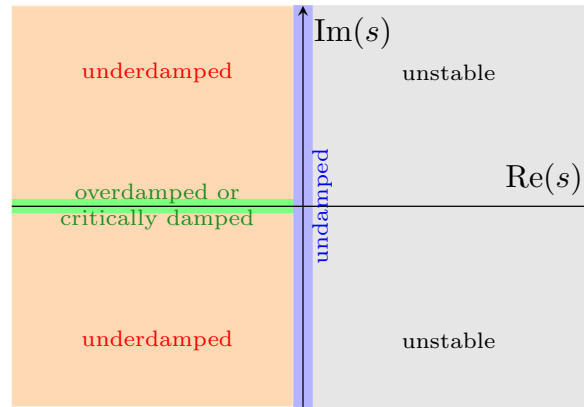 Im(s)
underdamped
unstable
undamped
Re(s)
overdamped or
critically damped
underdamped
unstable